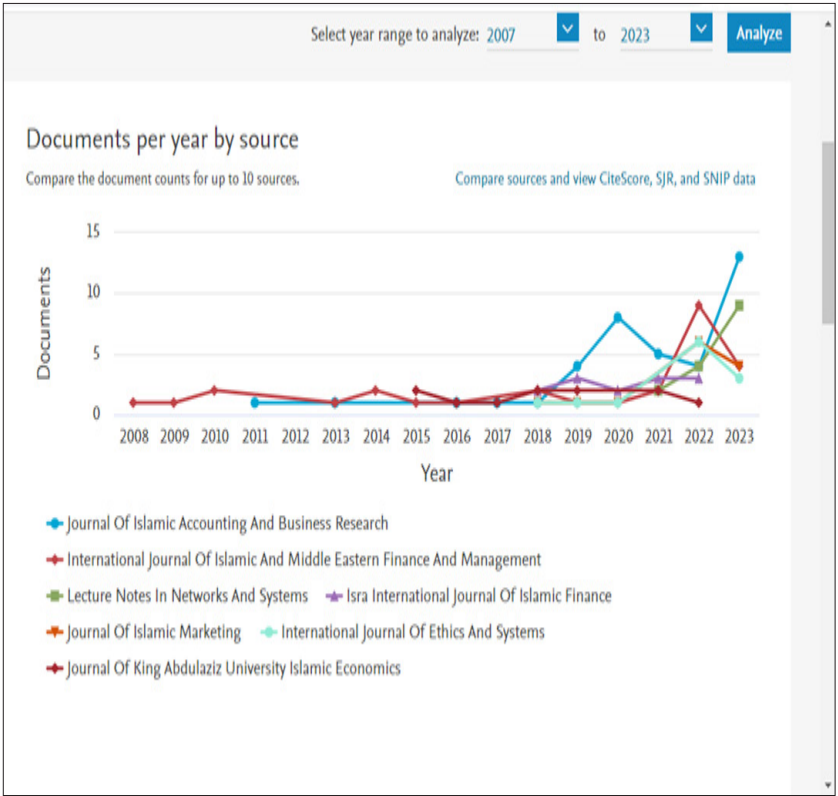 Select year range to analyze: 2007 to 2023 Analyze
Documents per year by source
Compare the document counts for up to 10 sources. Compare sources and view CiteScore, SJR, and SNIP data
Documents
15
10
5
0
2008 2009 2010 2011 2012 2013 2014 2015 2016 2017 2018 2019 2020 2021 2022 2023
Year
Journal Of Islamic Accounting And Business Research
International Journal Of Islamic And Middle Eastern Finance And Management
Lecture Notes In Networks And Systems Isra International Journal Of Islamic Finance
Journal Of Islamic Marketing International Journal Of Ethics And Systems
Journal Of King Abdulaziz University Islamic Economics